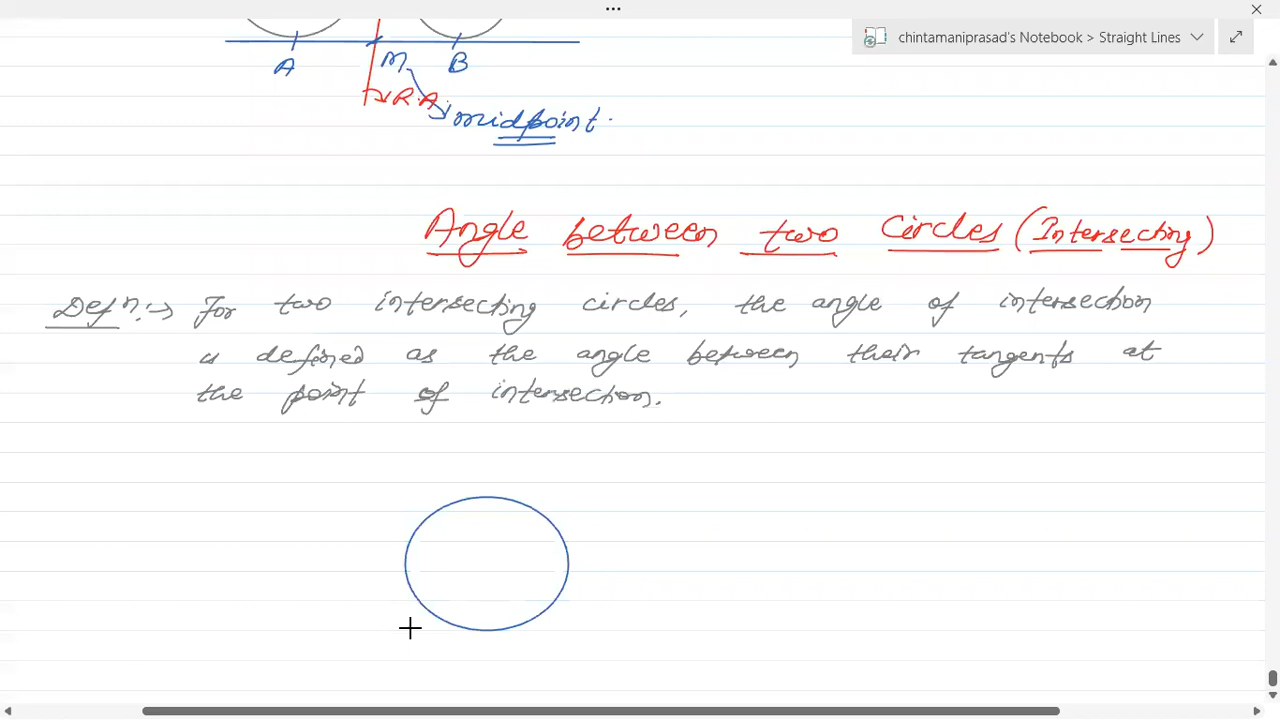 ...
chintamaniprasad's Notebook > Straight Lines
A M B
R.A.
midpoint.
Angle between two Circles (Intersecting)
Defn:-> For two intersecting circles, the angle of intersection
is defined as the angle between their tangents at
the point of intersection.